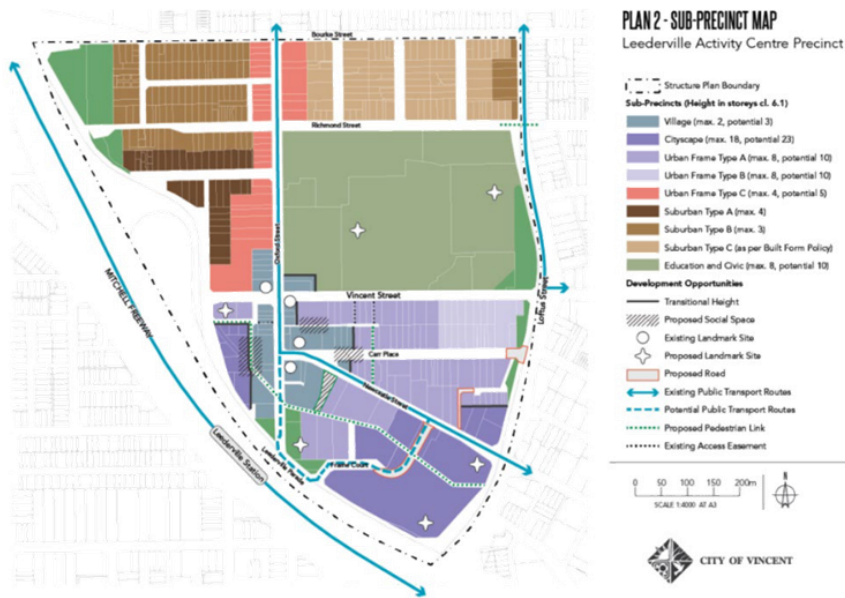 PLAN 2 - SUB-PRECINCT MAP
Leederville Activity Centre Precinct
Structure Plan Boundary
Sub-Precincts (Height in storeys cl. 6.1)
Village (max. 2, potential 3)
Cityscape (max. 18, potential 23)
Urban Frame Type A (max. 8, potential 10)
Urban Frame Type B (max. 8, potential 10)
Urban Frame Type C (max. 4, potential 5)
Suburban Type A (max. 4)
Suburban Type B (max. 3)
Suburban Type C (as per Built Form Policy)
Education and Civic (max. 8, potential 10)
Development Opportunities
Transitional Height
Proposed Social Space
Existing Landmark Site
Proposed Landmark Site
Proposed Road
Existing Public Transport Routes
Potential Public Transport Routes
Proposed Pedestrian Link
Existing Access Easement
0 50 100 150 200m
SCALE 1:4000 AT A3
N
CITY OF VINCENT
Bourke Street
Richmond Street
Oxford Street
MITCHELL FREEWAY
Vincent Street
Loftus Street
Carr Place
Newcastle Street
Leederville Parade
Frame Court
Leederville Station